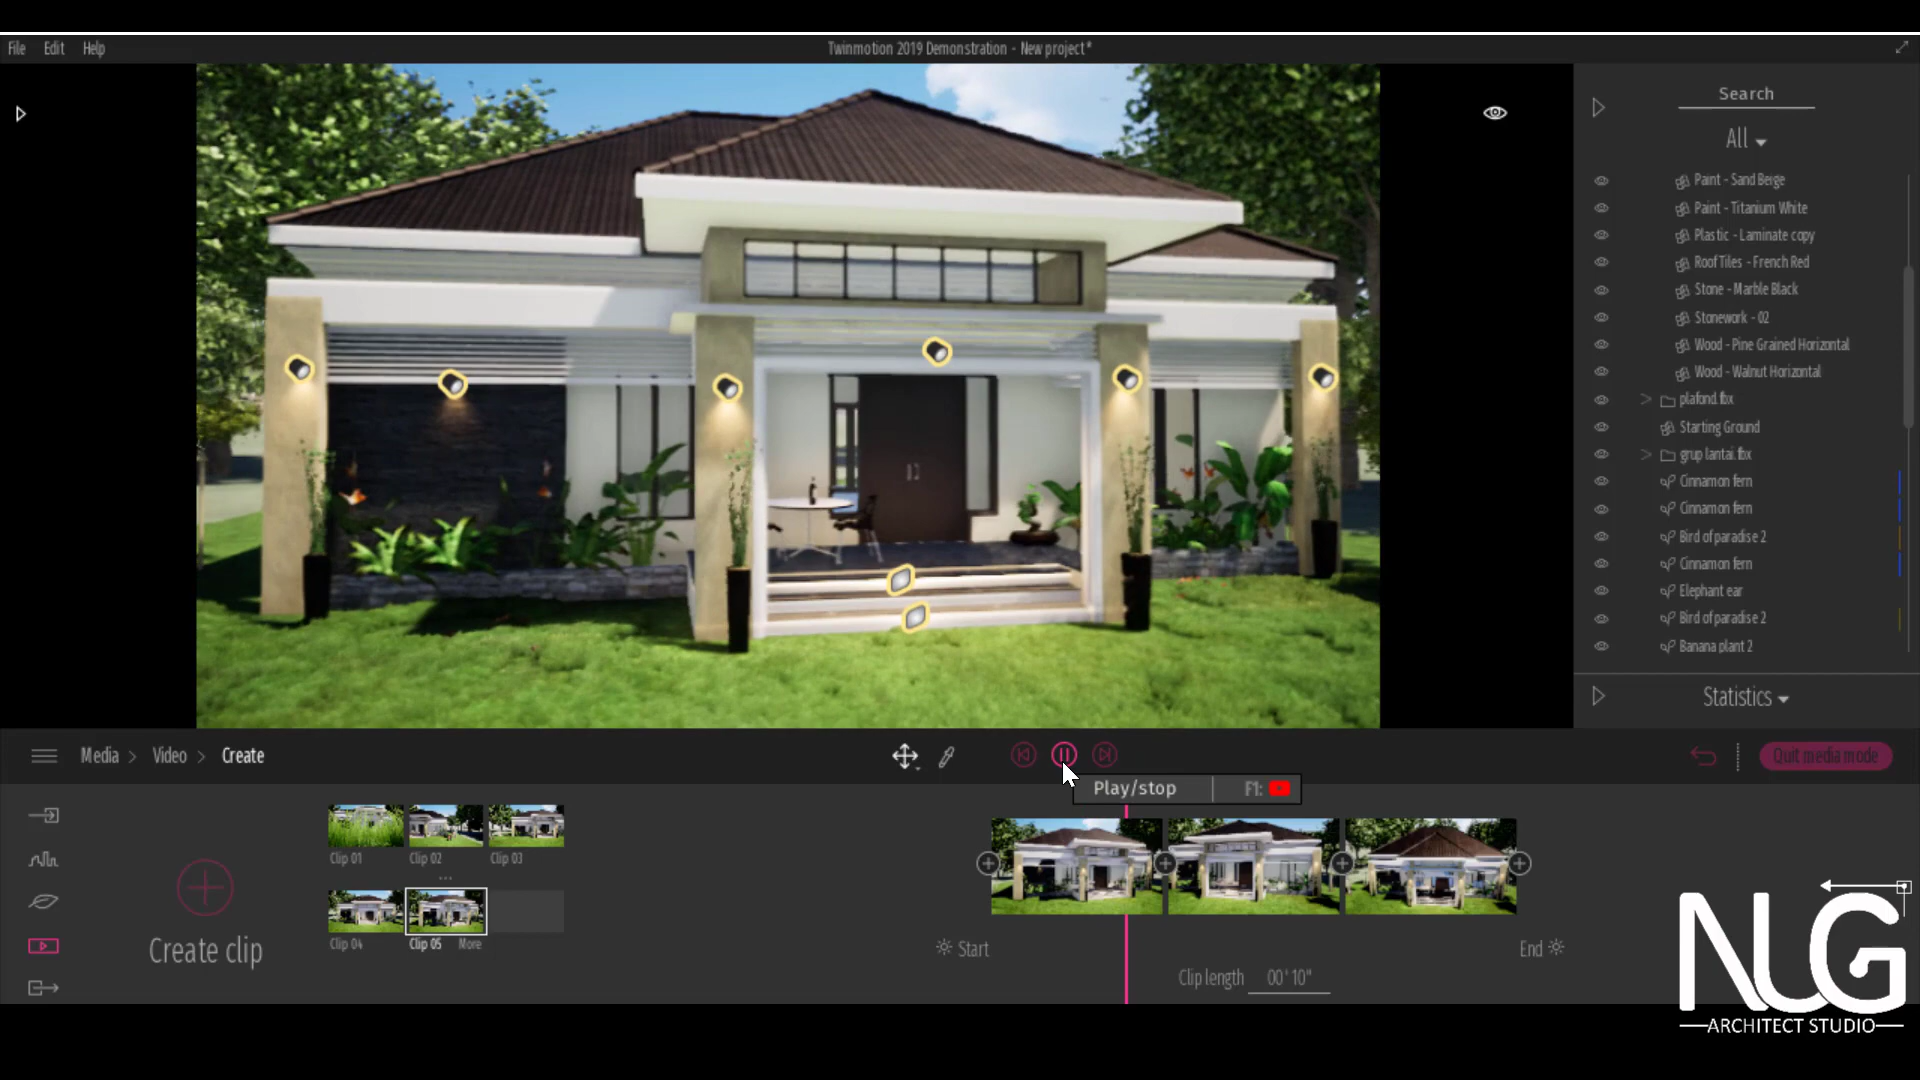 File Edit Help
Twinmotion 2019 Demonstration - New project*
Search
All
Paint - Sand Beige
Paint - Titanium White
Plastic - Laminate copy
Roof Tiles - French Red
Stone - Marble Black
Stonework - 02
Wood - Pine Grained Horizontal
Wood - Walnut Horizontal
plafond.fbx
Starting Ground
grup lantai.fbx
Cinnamon fern
Cinnamon fern
Bird of paradise 2
Cinnamon fern
Elephant ear
Bird of paradise 2
Banana plant 2
Statistics
Media > Video > Create
Quit media mode
Play/stop F1:
Create clip
Clip 01 Clip 02 Clip 03
...
Clip 04 Clip 05 More
Start
End
Clip length 00'10"
NUG
ARCHITECT STUDIO